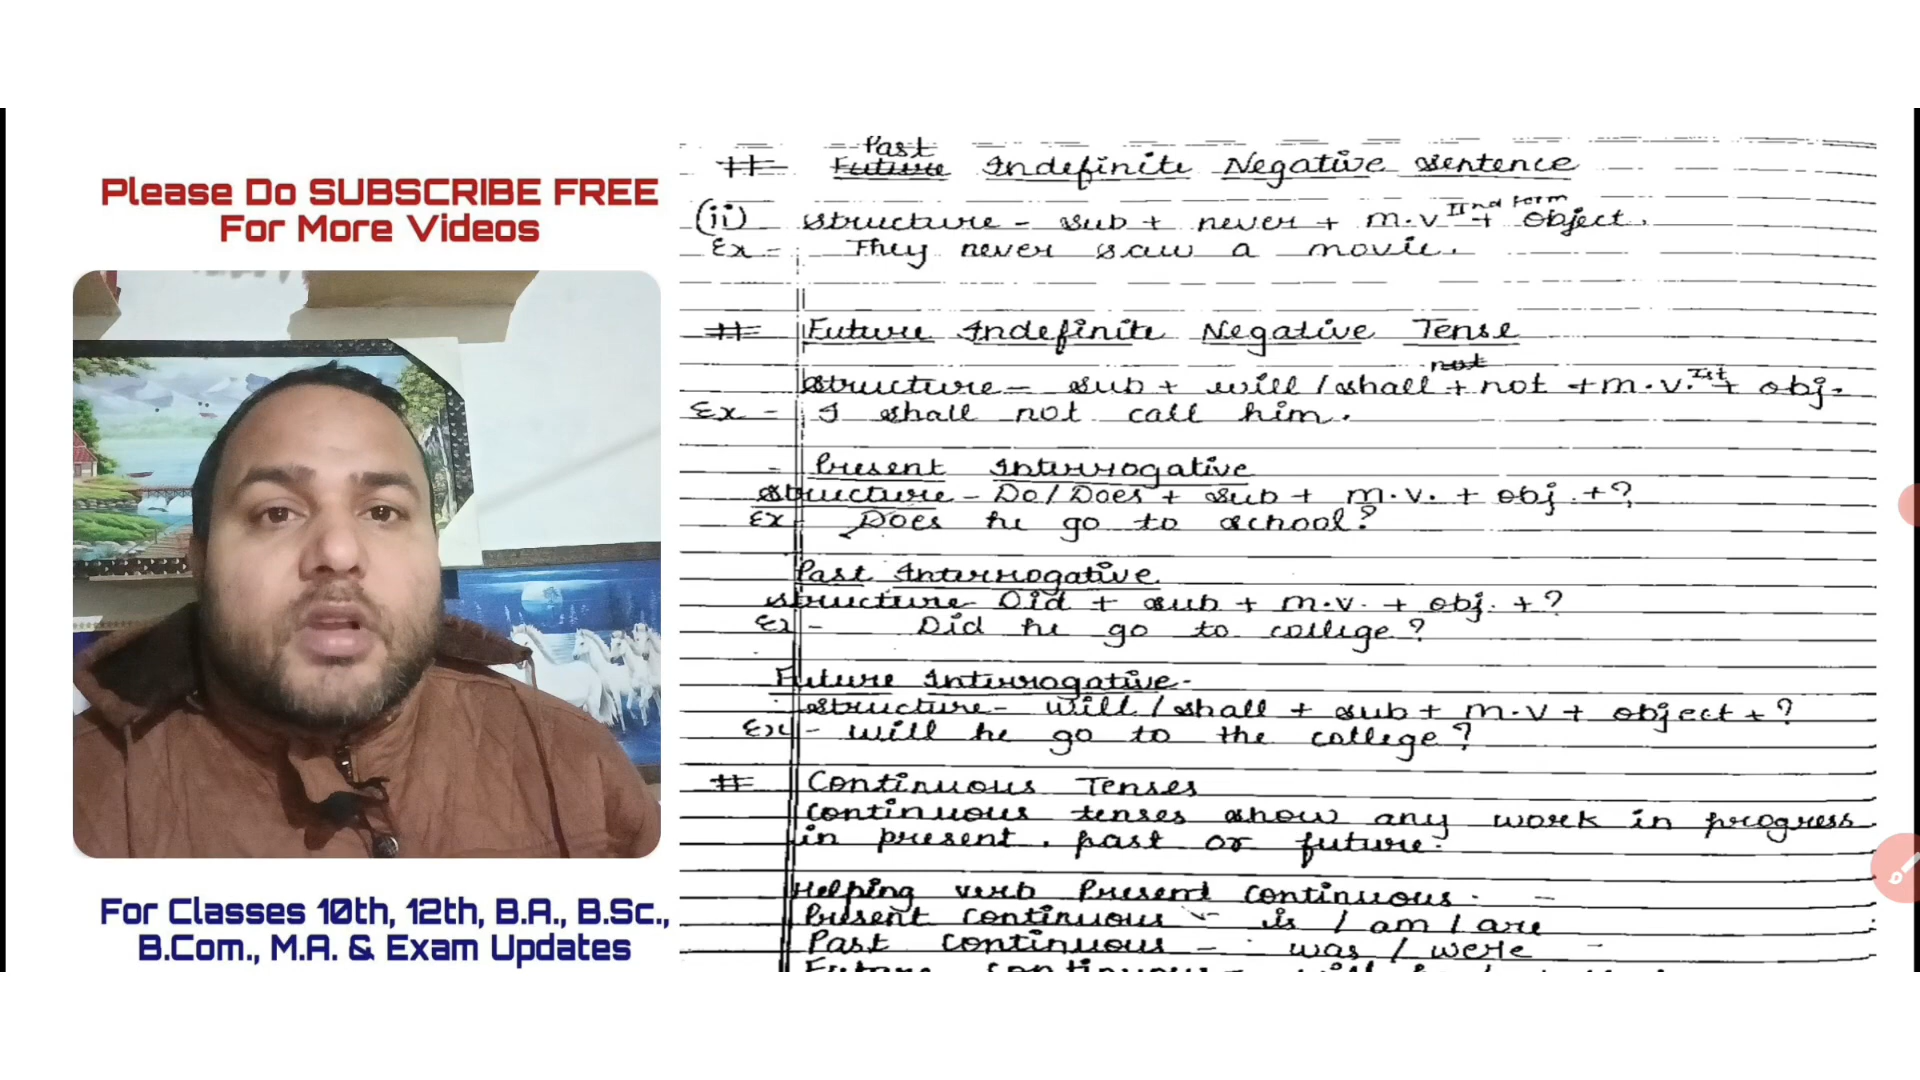 Please Do SUBSCRIBE FREE
For More Videos
For Classes 10th, 12th, B.A., B.Sc.,
B.Com., M.A. & Exam Updates
Past
# Future Indefinite Negative sentence
(ii) structure - sub + never + m.v IInd form + object.
Ex - They never saw a movie.
# Future Indefinite Negative Tense
not
structure - sub + will / shall + not + m.v. Ist + obj.
Ex - I shall not call him.
- Present Interrogative
structure - Do/Does + sub + m.v. + obj. + ?
Ex - Does he go to school?
Past Interrogative
structure Did + sub + m.v. + obj. + ?
Ex - Did he go to college?
Future Interrogative -
structure - will / shall + sub + m.v + object + ?
Ex - will he go to the college?
# Continuous Tenses
Continuous tenses show any work in progress
in present, past or future.
Helping verb Present continuous -
Present continuous - is / am / are
Past continuous - was / were
Future continuous -